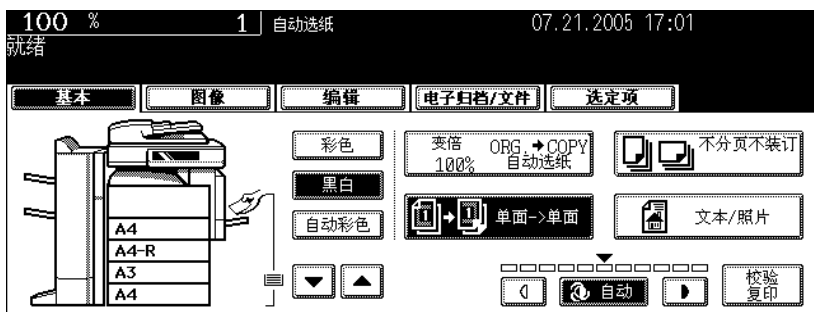 100 % 1 自动选纸 07.21.2005 17:01
就绪
基本 图像 编辑 电子归档/文件 选定项
彩色
黑白
自动彩色
变倍 ORG.→COPY
100% 自动选纸
不分页不装订
1→1 单面->单面
文本/照片
A4
A4-R
A3
A4
自动
校验
复印